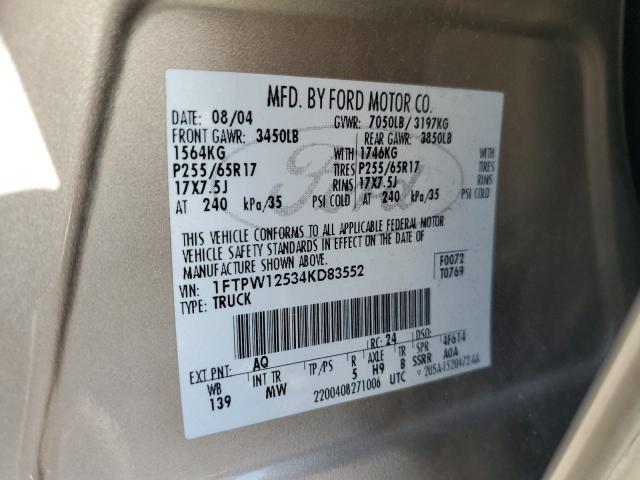 MFD. BY FORD MOTOR CO.
DATE: 08/04 GVWR: 7050LB/ 3197KG
FRONT GAWR: 3450LB REAR GAWR: 3850LB
1564KG WITH 1746KG WITH
P255/65R17 TIRES P255/65R17 TIRES
17X7.5J RIMS 17X7.5J RIMS
AT 240 kPa/35 PSI COLD AT 240 kPa/35 PSI COLD
Ford
THIS VEHICLE CONFORMS TO ALL APPLICABLE FEDERAL MOTOR
VEHICLE SAFETY STANDARDS IN EFFECT ON THE DATE OF
MANUFACTURE SHOWN ABOVE.
VIN: 1FTPW12534KD83552 F0072
TYPE: TRUCK T0769
EXT PNT: AQ RC: 24 DSO: 4F614
WB INT TR TP/PS R AXLE TR SPR
139 MW 5 H9 B SSRR A0A
2200408271006 UTC